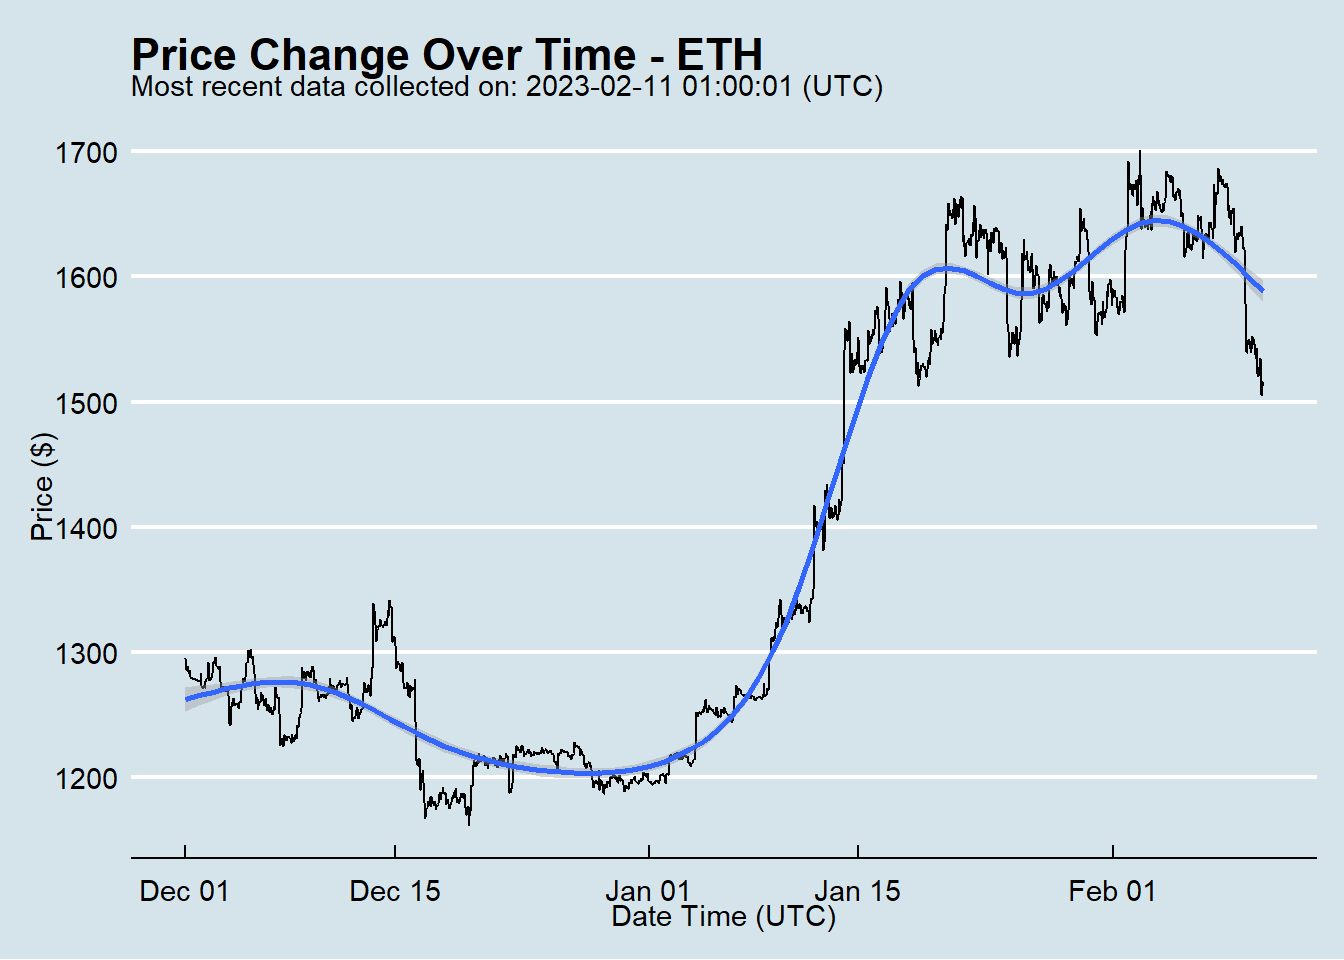 Price Change Over Time - ETH
Most recent data collected on: 2023-02-11 01:00:01 (UTC)
1700
1600
1500
1400
1300
1200
Price ($)
Dec 01
Dec 15
Jan 01
Jan 15
Feb 01
Date Time (UTC)